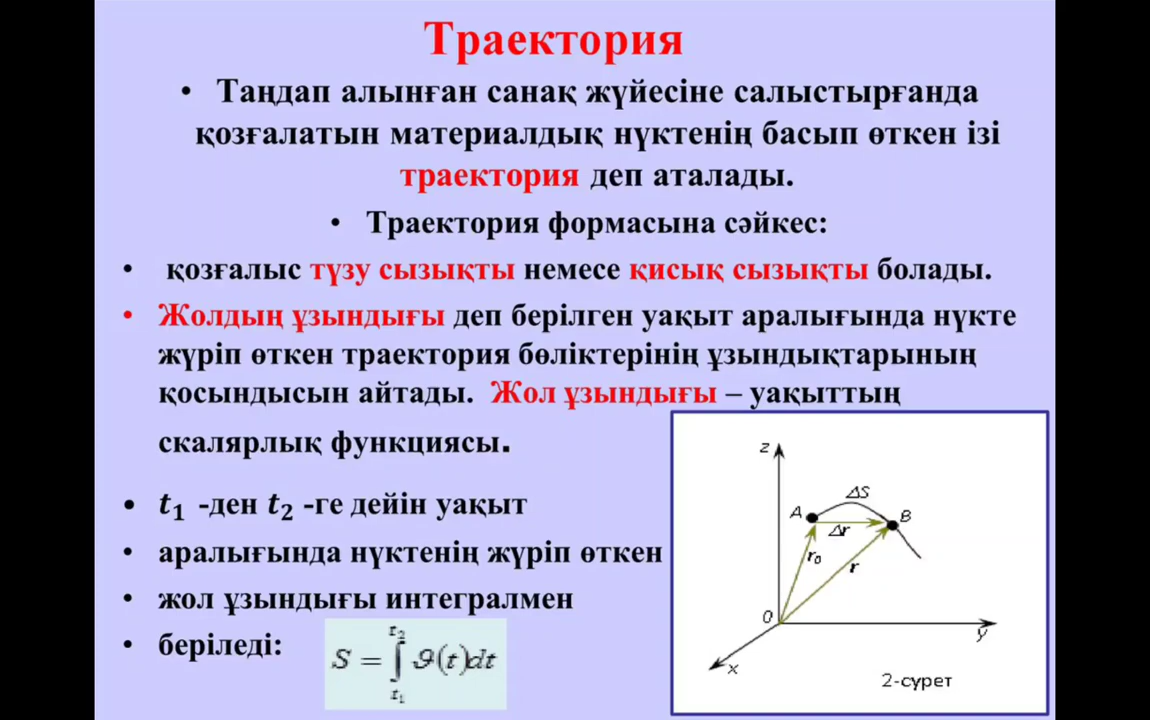 Траектория
• Таңдап алынған санақ жүйесіне салыстырғанда
қозғалатын материалдық нүктенің басып өткен ізі
траектория деп аталады.
• Траектория формасына сәйкес:
• қозғалыс түзу сызықты немесе қисық сызықты болады.
• Жолдың ұзындығы деп берілген уақыт аралығында нүкте
жүріп өткен траектория бөліктерінің ұзындықтарының
қосындысын айтады. Жол ұзындығы – уақыттың
скалярлық функциясы.
• t₁ -ден t₂ -ге дейін уақыт
• аралығында нүктенің жүріп өткен
• жол ұзындығы интегралмен
• беріледі:
S = ∫ t₁ t₂ ϑ(t)dt
z
ΔS
A
B
Δr
r₀
r
O
y
x
2-сурет